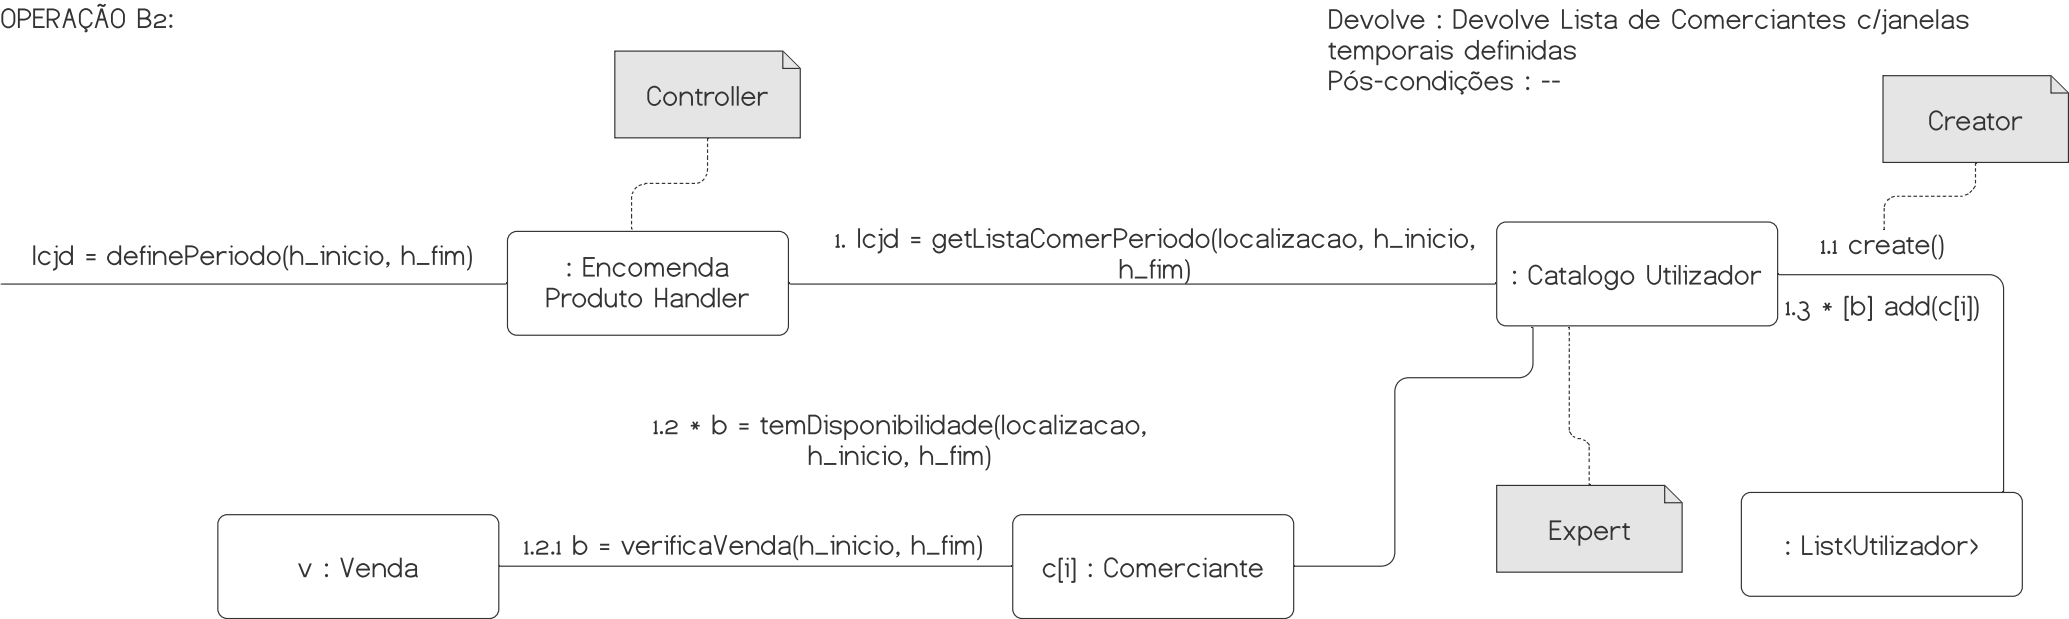 OPERAÇÃO B2:
Devolve : Devolve Lista de Comerciantes c/janelas
temporais definidas
Pós-condições : --
Controller
Creator
lcjd = definePeriodo(h_inicio, h_fim)
: Encomenda
Produto Handler
1. lcjd = getListaComerPeriodo(localizacao, h_inicio,
h_fim)
: Catalogo Utilizador
1.1 create()
1.3 * [b] add(c[i])
1.2 * b = temDisponibilidade(localizacao,
h_inicio, h_fim)
v : Venda
1.2.1 b = verificaVenda(h_inicio, h_fim)
c[i] : Comerciante
Expert
: List<Utilizador>